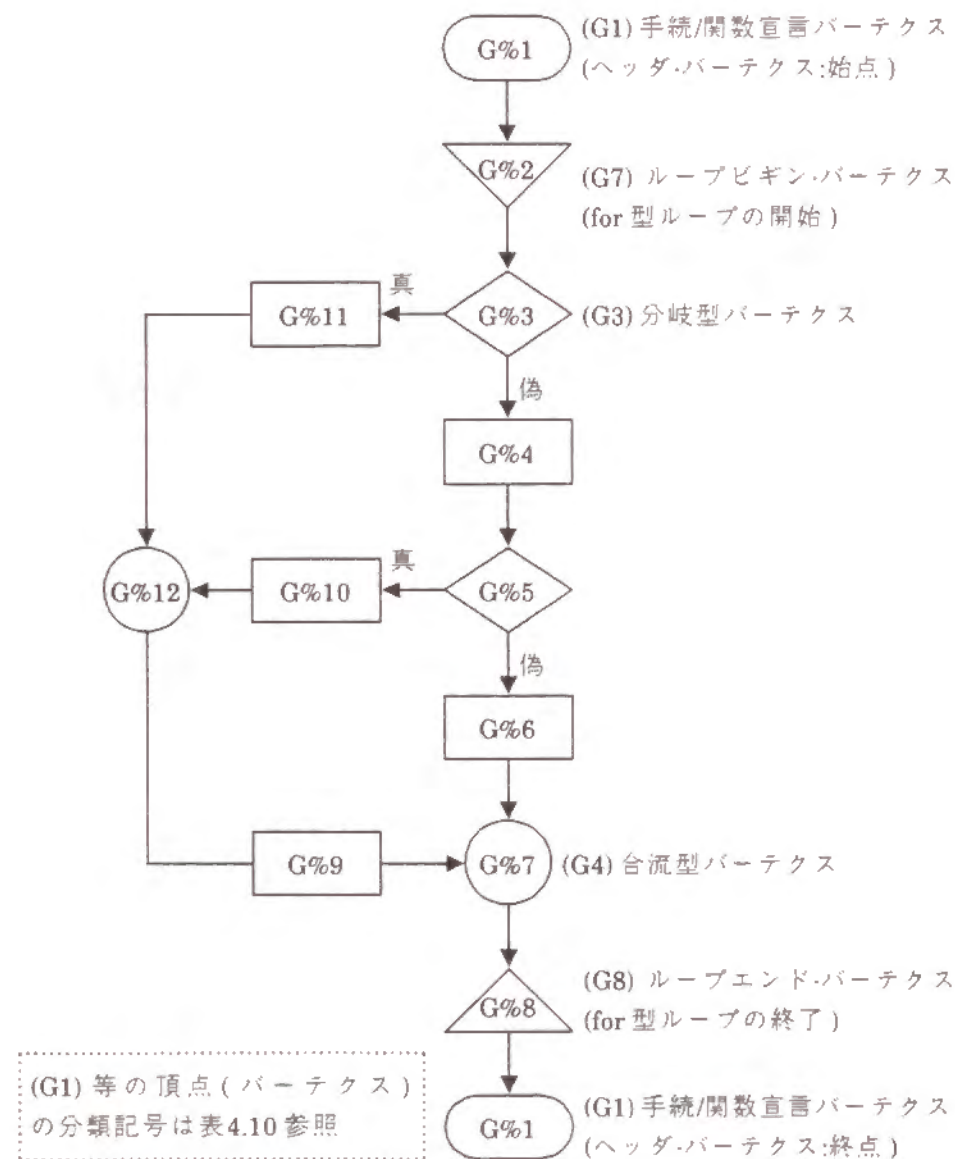 G%1
(G1) 手続/関数宣言バーテクス
(ヘッダ·バーテクス:始点)
G%2
(G7) ループビギン·バーテクス
(for 型ループの開始)
G%11
真
G%3
(G3) 分岐型バーテクス
偽
G%4
G%12
G%10
真
G%5
偽
G%6
G%9
G%7
(G4) 合流型バーテクス
G%8
(G8) ループエンド·バーテクス
(for 型ループの終了)
(G1) 等の頂点(バーテクス)
の分類記号は表4.10 参照
G%1
(G1) 手続/関数宣言バーテクス
(ヘッダ·バーテクス:終点)